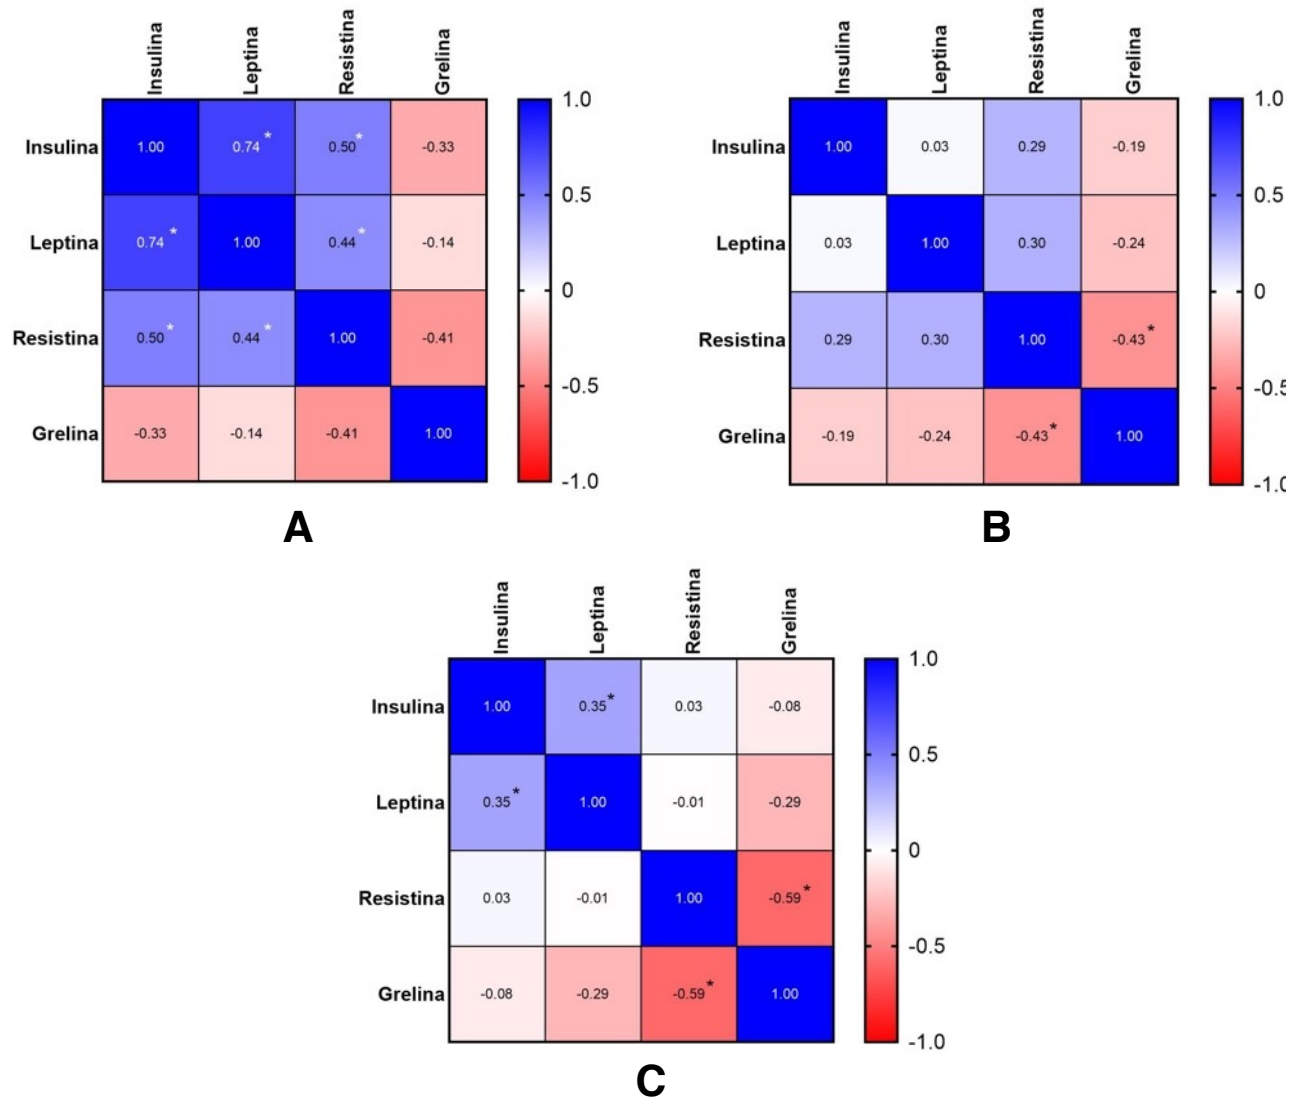 Insulina Leptina Resistina Grelina
Insulina 1.00 0.74* 0.50* -0.33
Leptina 0.74* 1.00 0.44* -0.14
Resistina 0.50* 0.44* 1.00 -0.41
Grelina -0.33 -0.14 -0.41 1.00
1.0
0.5
0
-0.5
-1.0
A
Insulina Leptina Resistina Grelina
Insulina 1.00 0.03 0.29 -0.19
Leptina 0.03 1.00 0.30 -0.24
Resistina 0.29 0.30 1.00 -0.43*
Grelina -0.19 -0.24 -0.43* 1.00
1.0
0.5
0
-0.5
-1.0
B
Insulina Leptina Resistina Grelina
Insulina 1.00 0.35* 0.03 -0.08
Leptina 0.35* 1.00 -0.01 -0.29
Resistina 0.03 -0.01 1.00 -0.59*
Grelina -0.08 -0.29 -0.59* 1.00
1.0
0.5
0
-0.5
-1.0
C